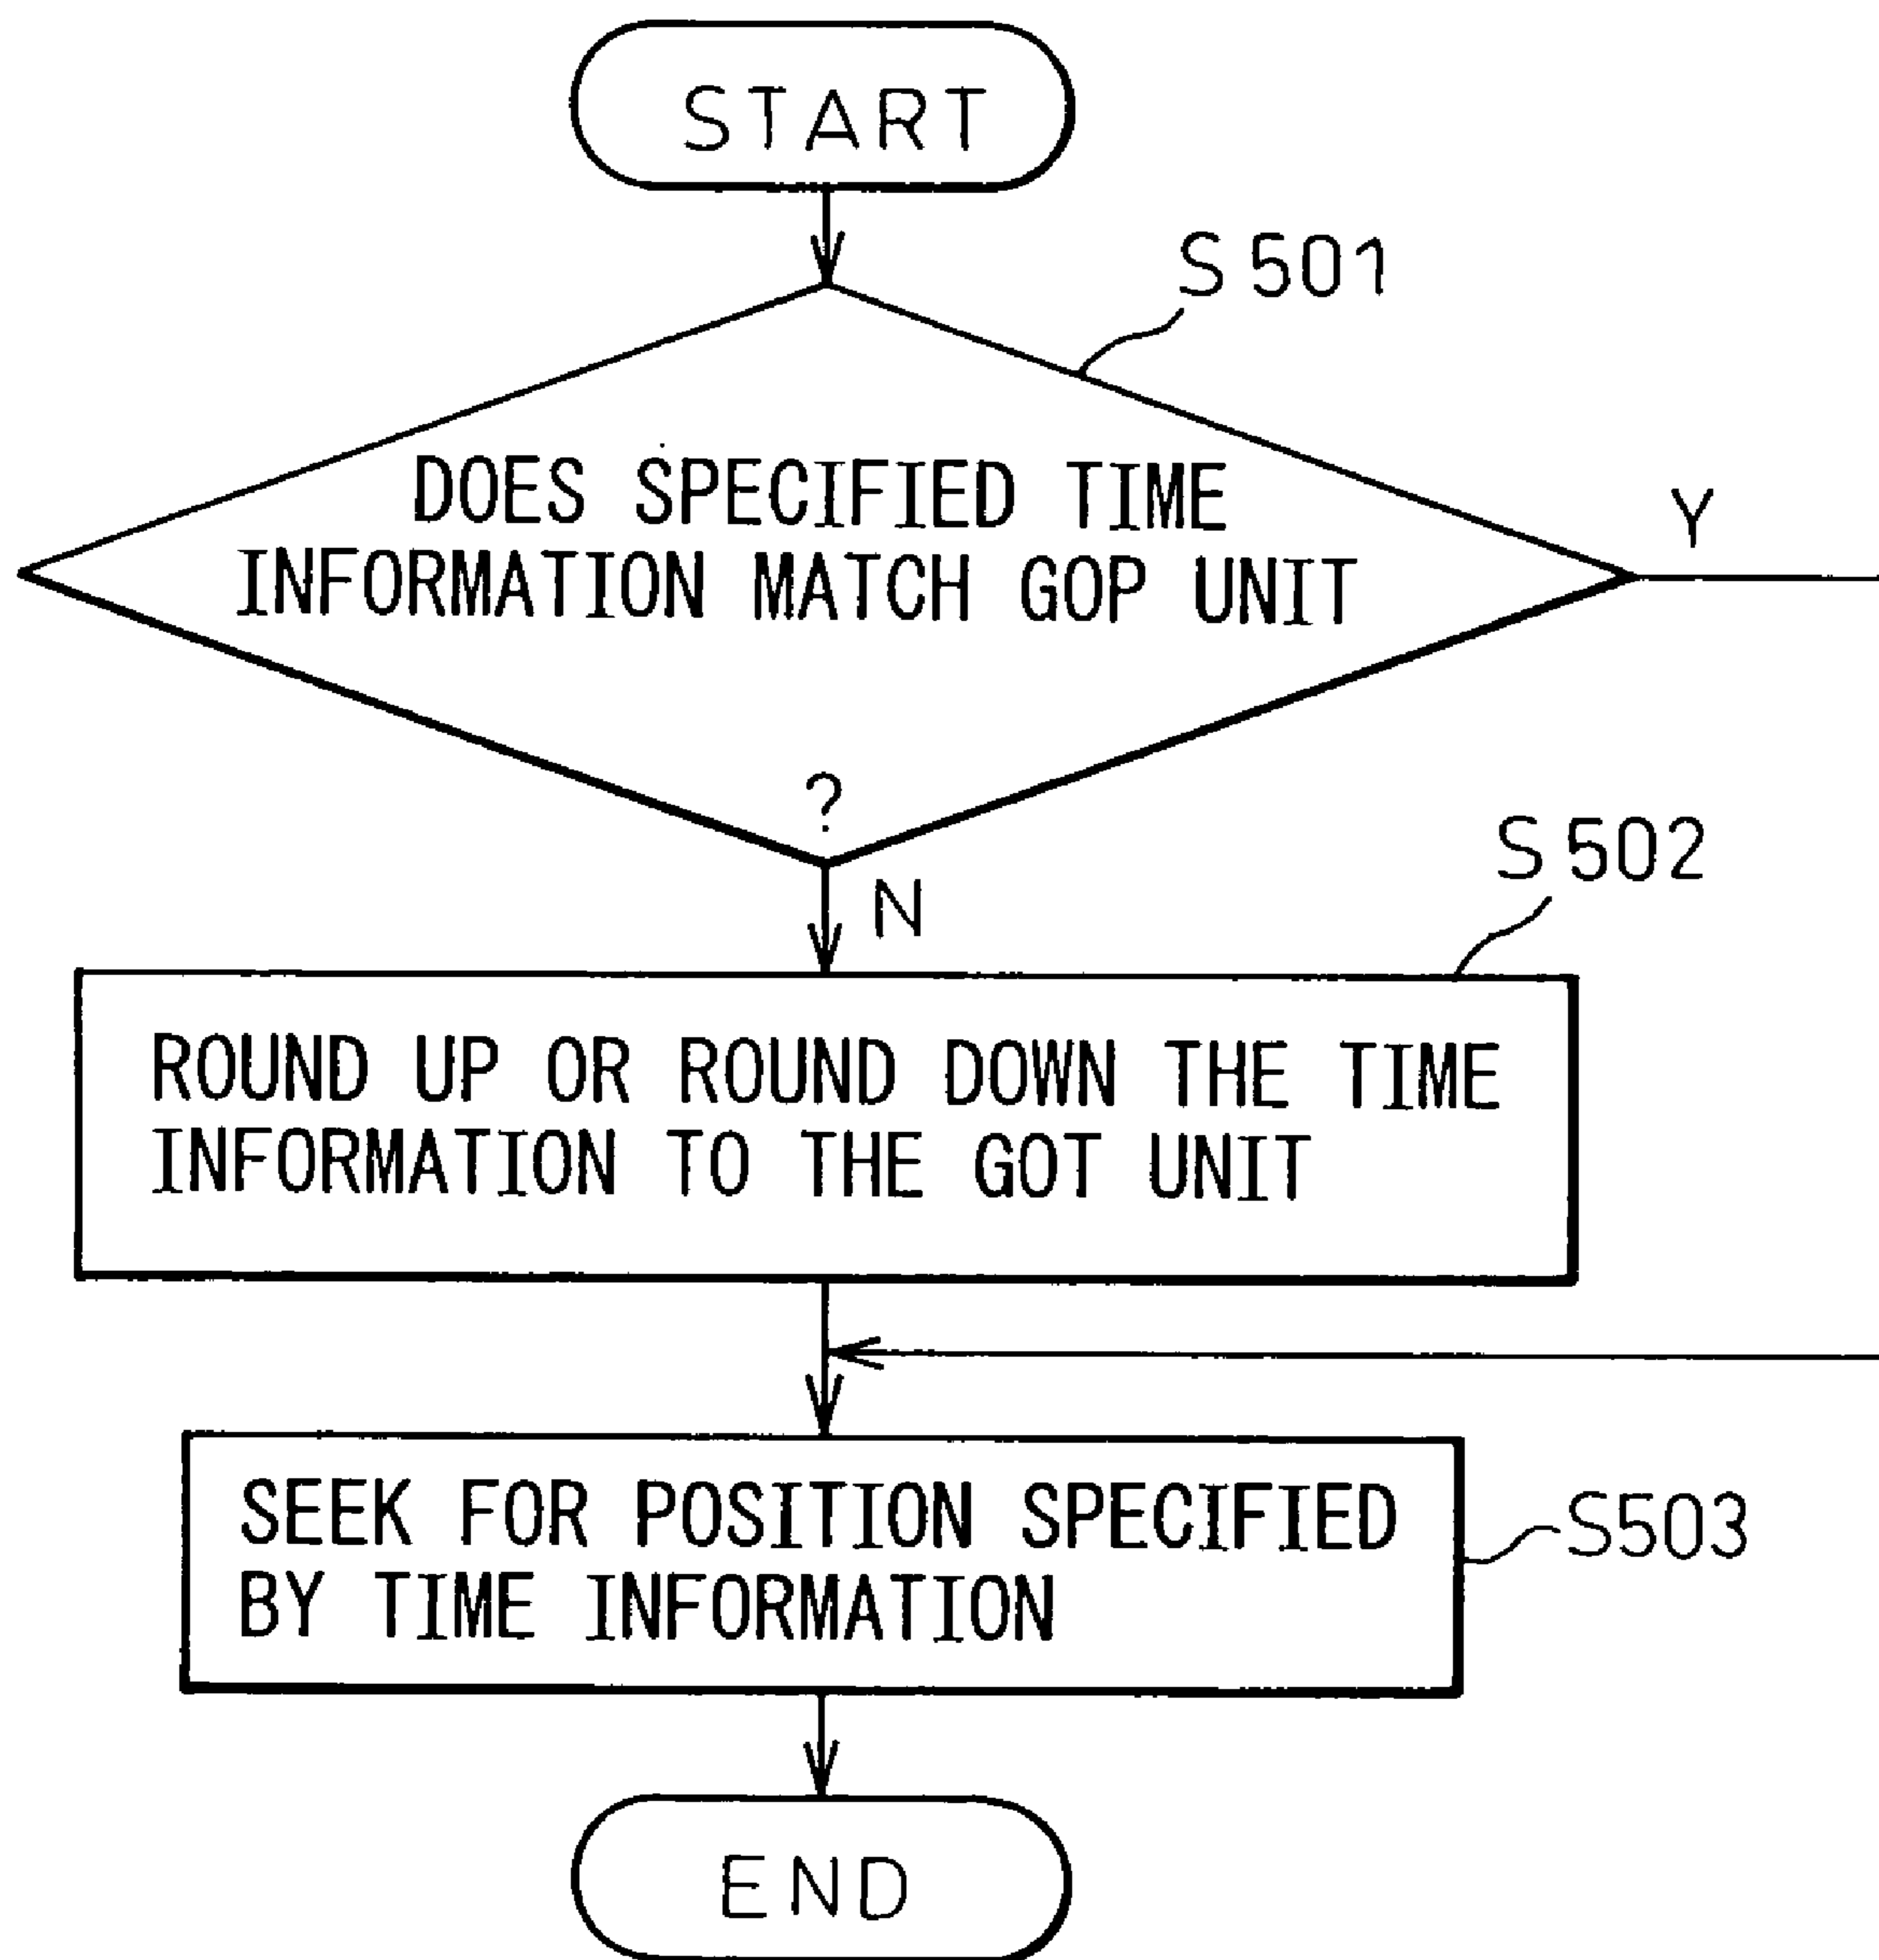 START
S501
DOES SPECIFIED TIME
INFORMATION MATCH GOP UNIT
?
Y
N
S502
ROUND UP OR ROUND DOWN THE TIME
INFORMATION TO THE GOT UNIT
SEEK FOR POSITION SPECIFIED
BY TIME INFORMATION
S503
END